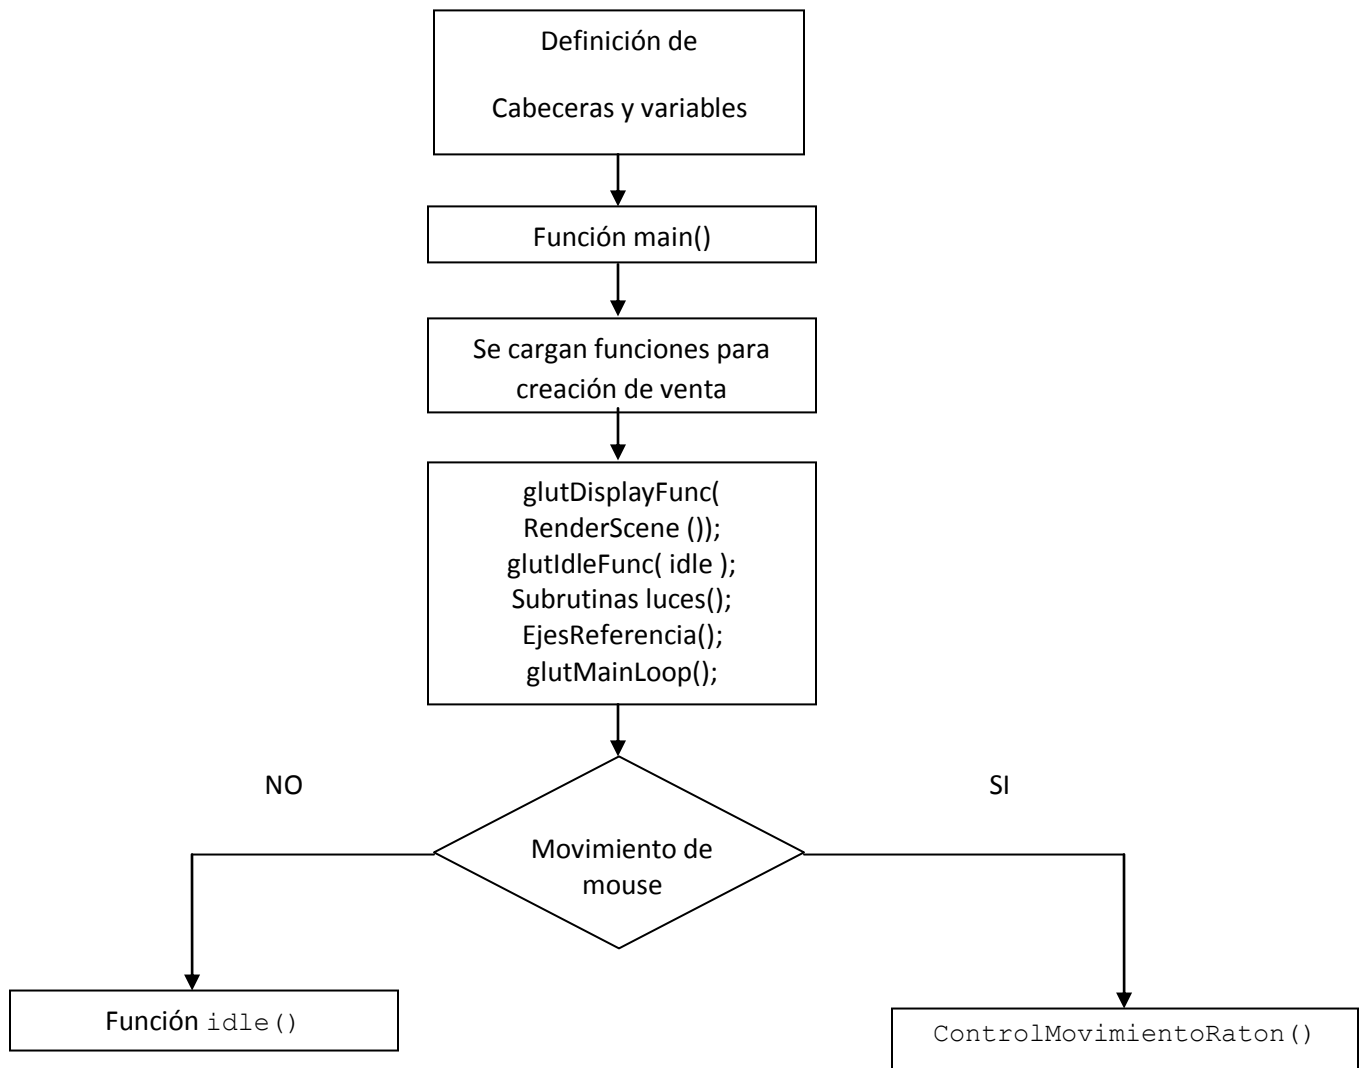 Definición de
Cabeceras y variables
Función main()
Se cargan funciones para
creación de venta
glutDisplayFunc(
RenderScene ());
glutIdleFunc( idle );
Subrutinas luces();
EjesReferencia();
glutMainLoop();
NO
SI
Movimiento de
mouse
Función idle()
ControlMovimientoRaton()